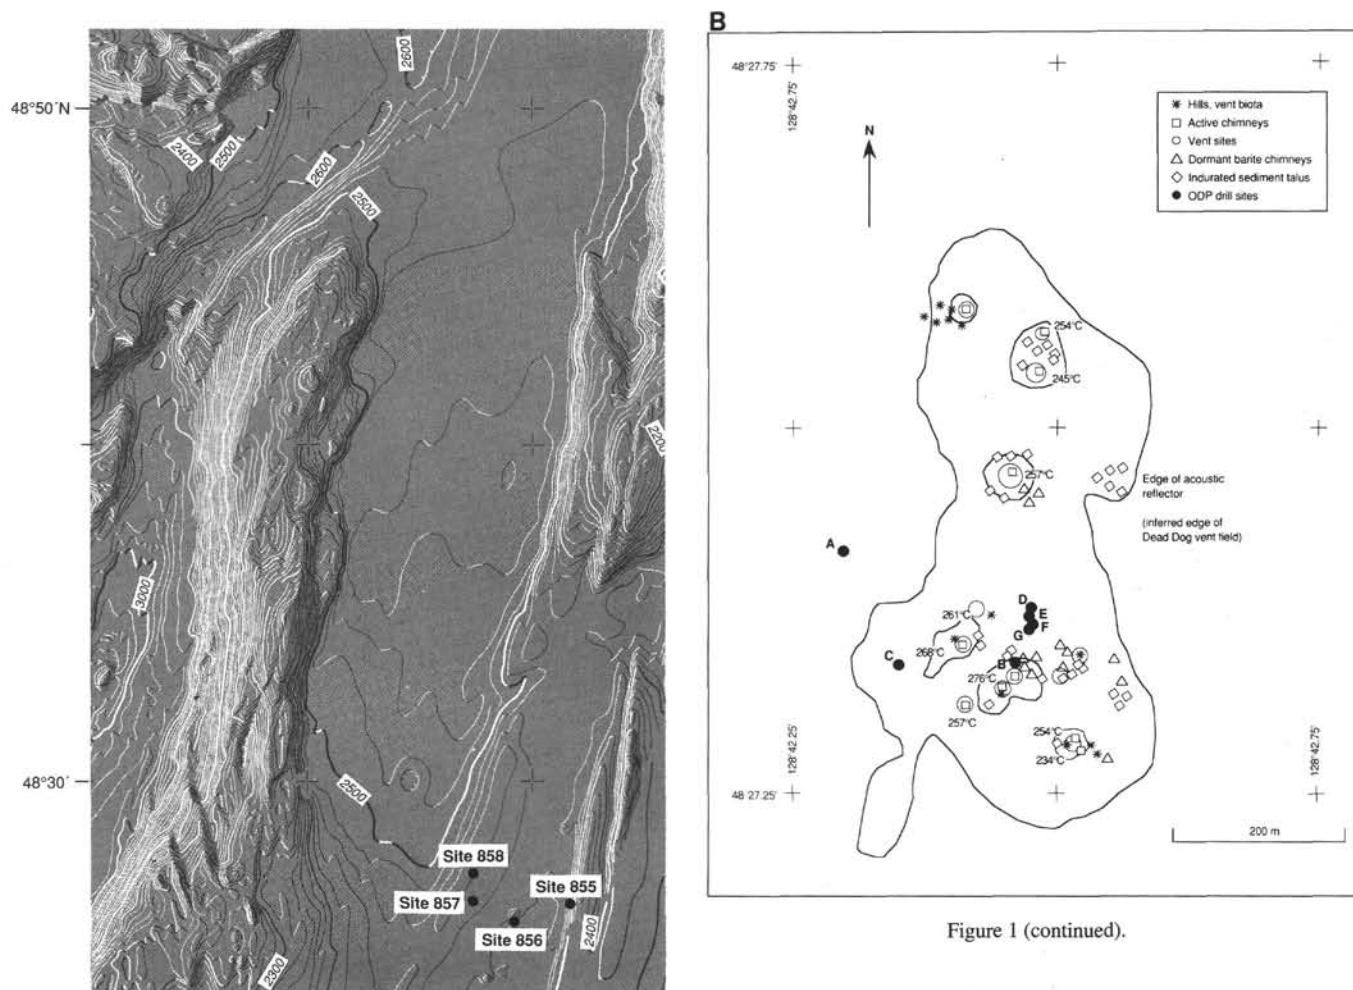 2600
48°50´N
2400
2500
2600
2500
2200
3000
48°30´
2500
Site 858
Site 857
Site 855
Site 856
2400
2300
B
48°27.75'
128°42.75'
N
Hills, vent biota
Active chimneys
Vent sites
Dormant barite chimneys
Indurated sediment talus
ODP drill sites
254°C
245°C
257°C
Edge of acoustic
reflector
(inferred edge of
Dead Dog vent field)
A
D
E
F
G
261°C
268°C
C
B
276°C
257°C
254°C
234°C
128°42.25'
128°42.75'
48°27.25'
200 m
Figure 1 (continued).